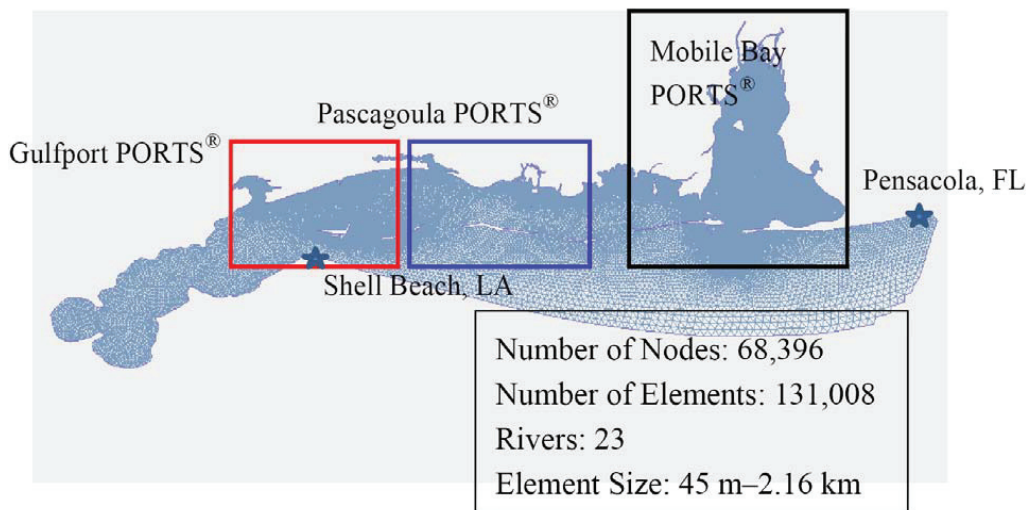 Mobile Bay
PORTS®
Pascagoula PORTS®
Gulfport PORTS®
Pensacola, FL
Shell Beach, LA
Number of Nodes: 68,396
Number of Elements: 131,008
Rivers: 23
Element Size: 45 m–2.16 km